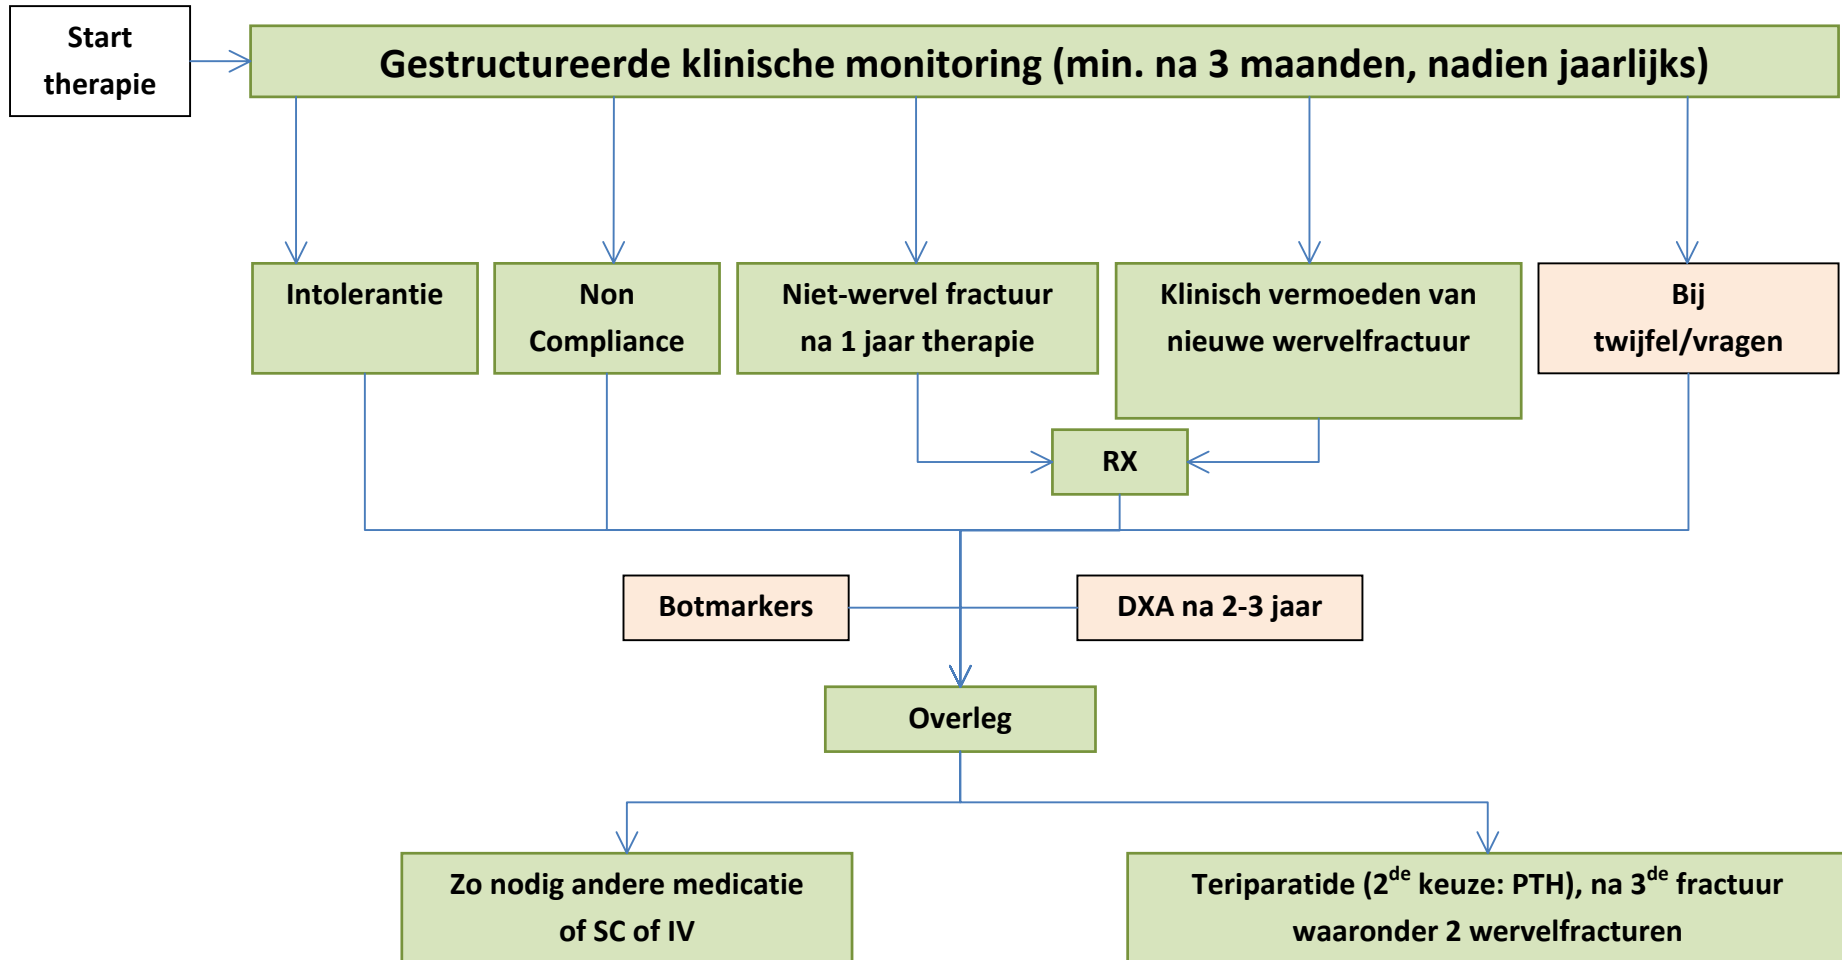 Start
therapie
Gestructureerde klinische monitoring (min. na 3 maanden, nadien jaarlijks)
Intolerantie
Non
Compliance
Niet-wervel fractuur
na 1 jaar therapie
Klinisch vermoeden van
nieuwe wervelfractuur
Bij
twijfel/vragen
RX
Botmarkers
DXA na 2-3 jaar
Overleg
Zo nodig andere medicatie
of SC of IV
Teriparatide (2de keuze: PTH), na 3de fractuur
waaronder 2 wervelfracturen